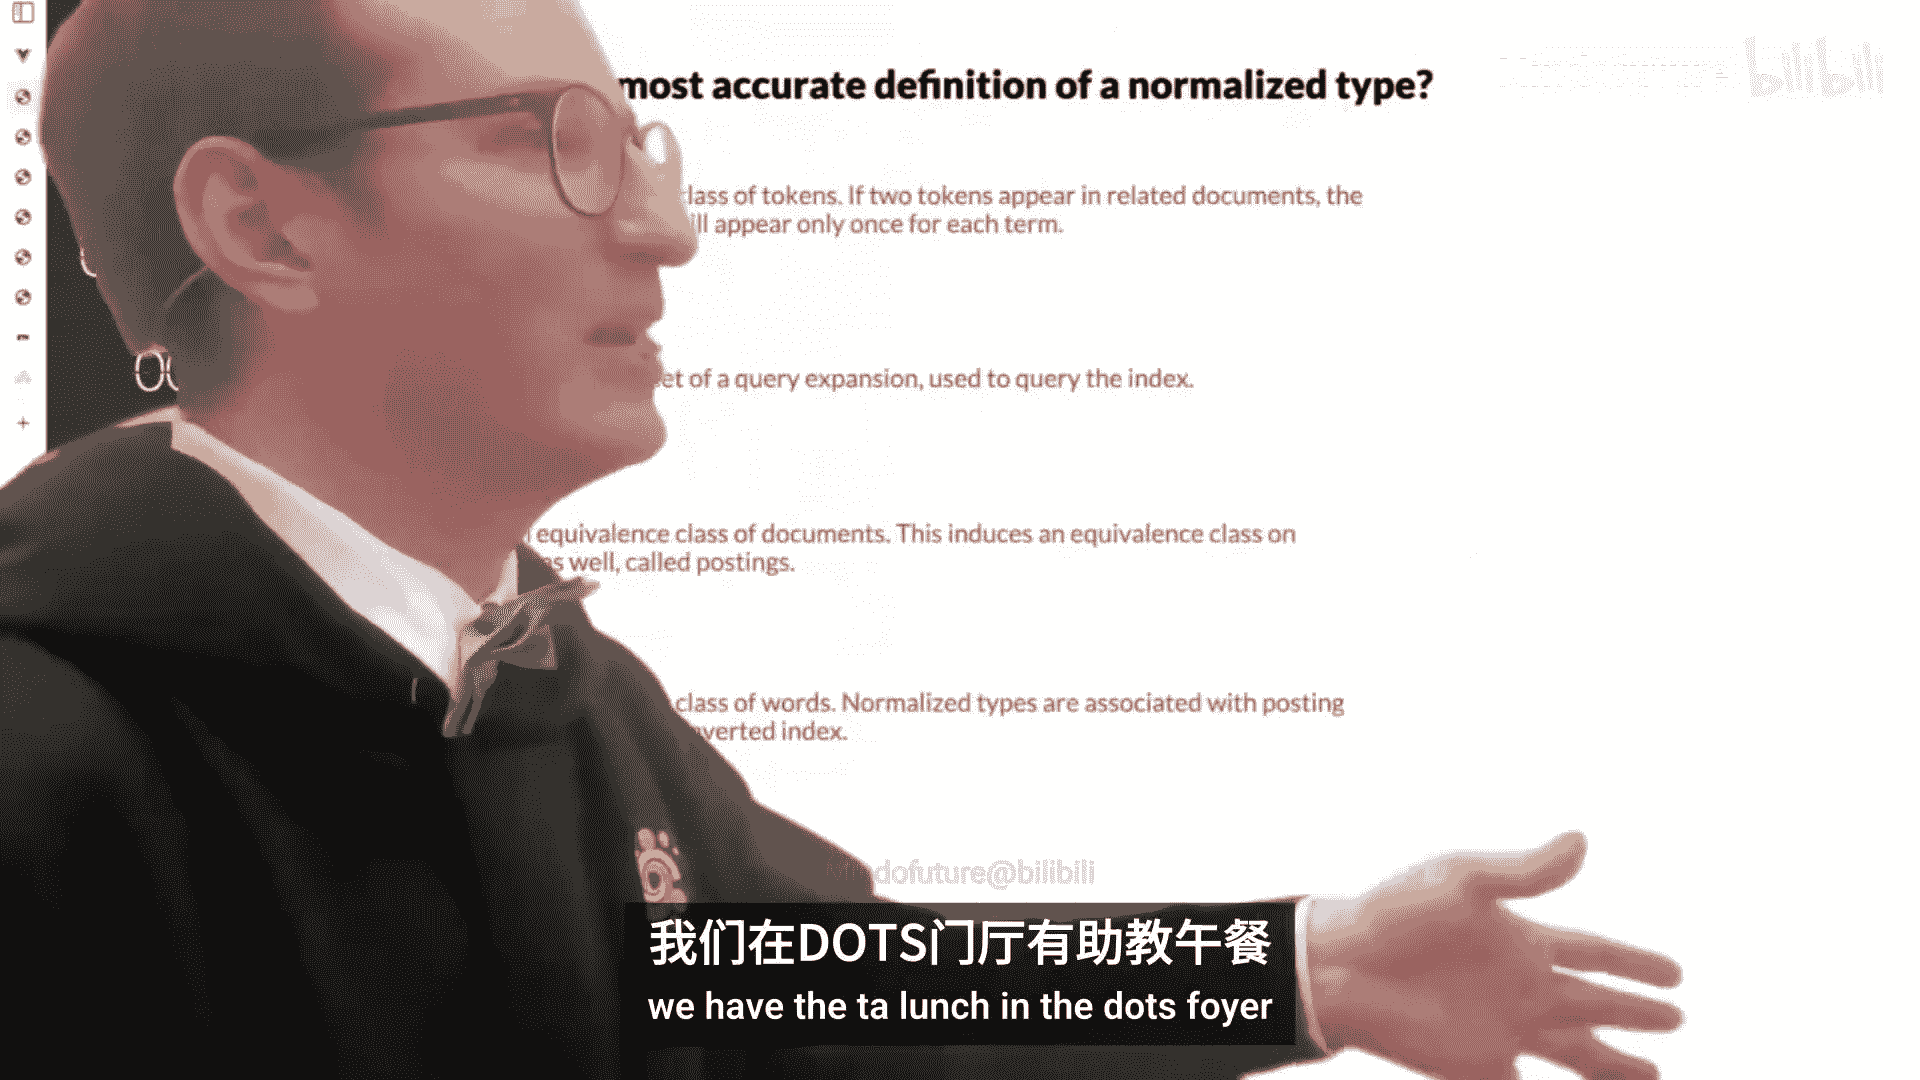 most accurate definition of a normalized type?
bilibili
lass of tokens. If two tokens appear in related documents, the
ill appear only once for each term.
et of a query expansion, used to query the index.
equivalence class of documents. This induces an equivalence class on
as well, called postings.
class of words. Normalized types are associated with posting
verted index.
Mindofuture@bilibili
我们在DOTS门厅有助教午餐
we have the ta lunch in the dots foyer